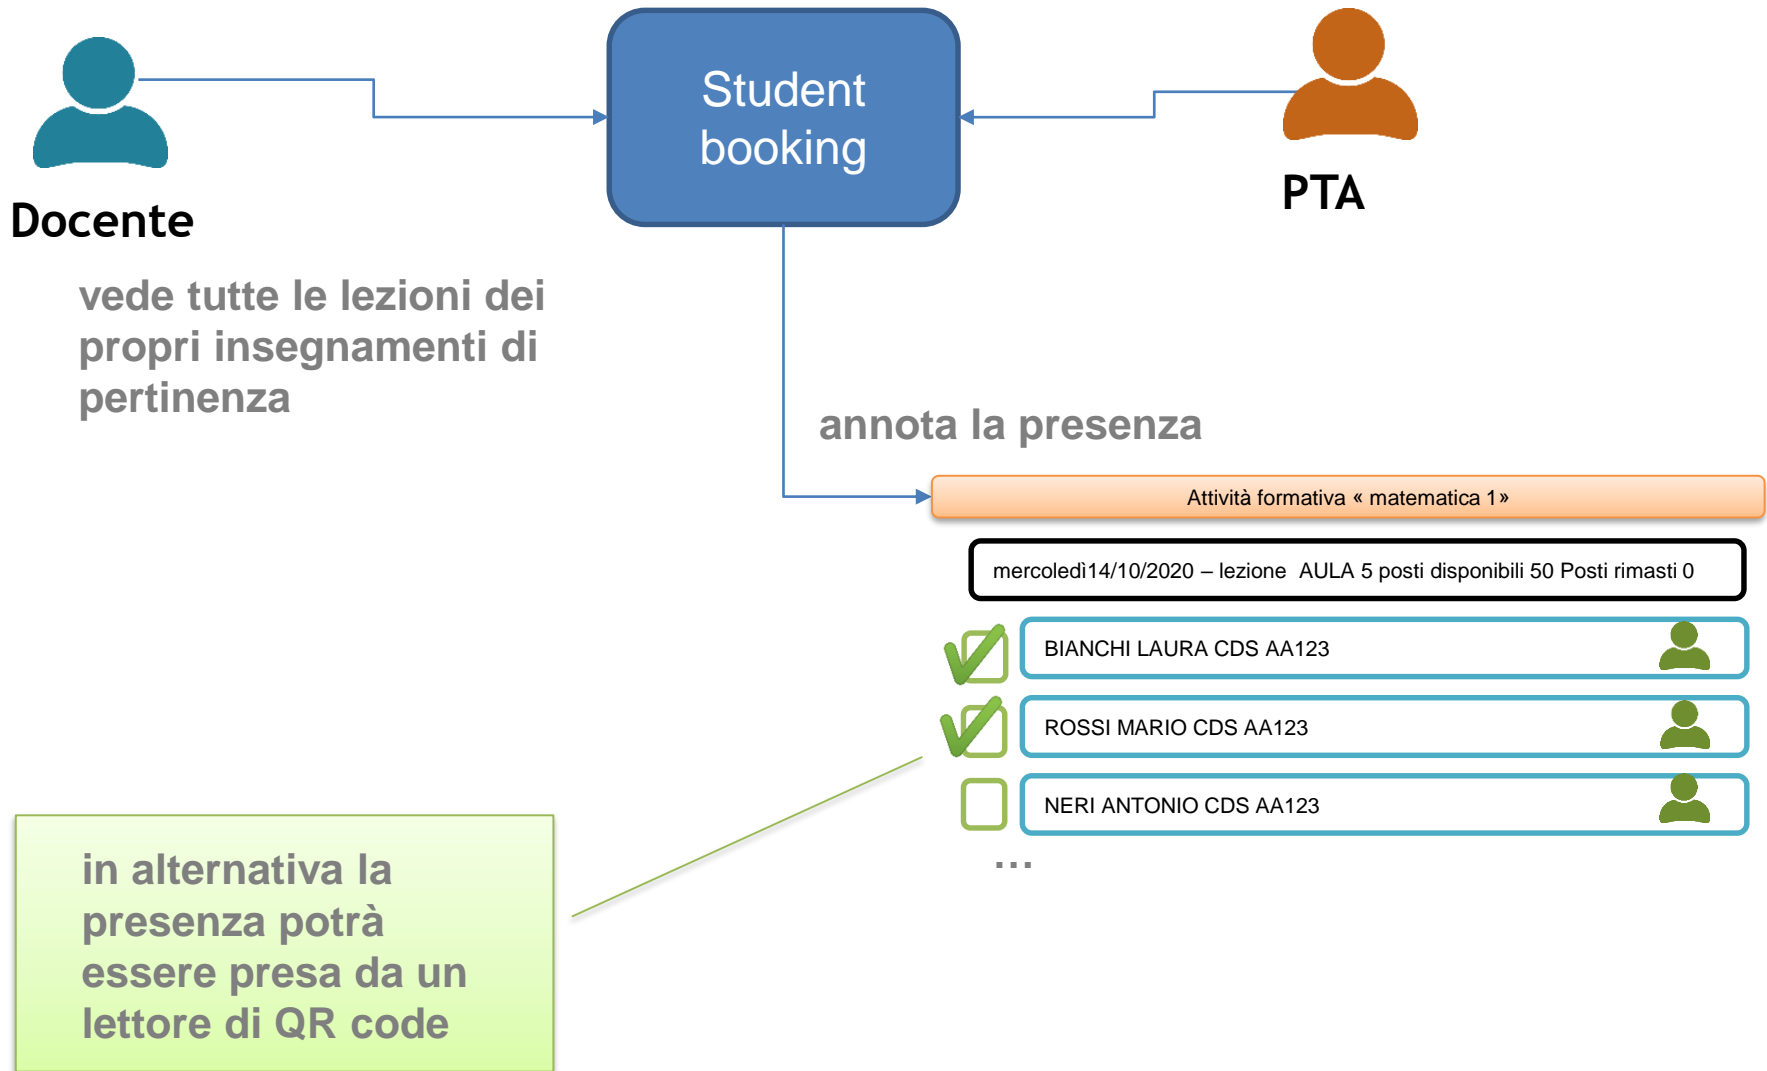 Student
booking
Docente
PTA
vede tutte le lezioni dei
propri insegnamenti di
pertinenza
annota la presenza
Attività formativa « matematica 1»
mercoledì14/10/2020 – lezione  AULA 5 posti disponibili 50 Posti rimasti 0
BIANCHI LAURA CDS AA123
ROSSI MARIO CDS AA123
NERI ANTONIO CDS AA123
...
in alternativa la
presenza potrà
essere presa da un
lettore di QR code